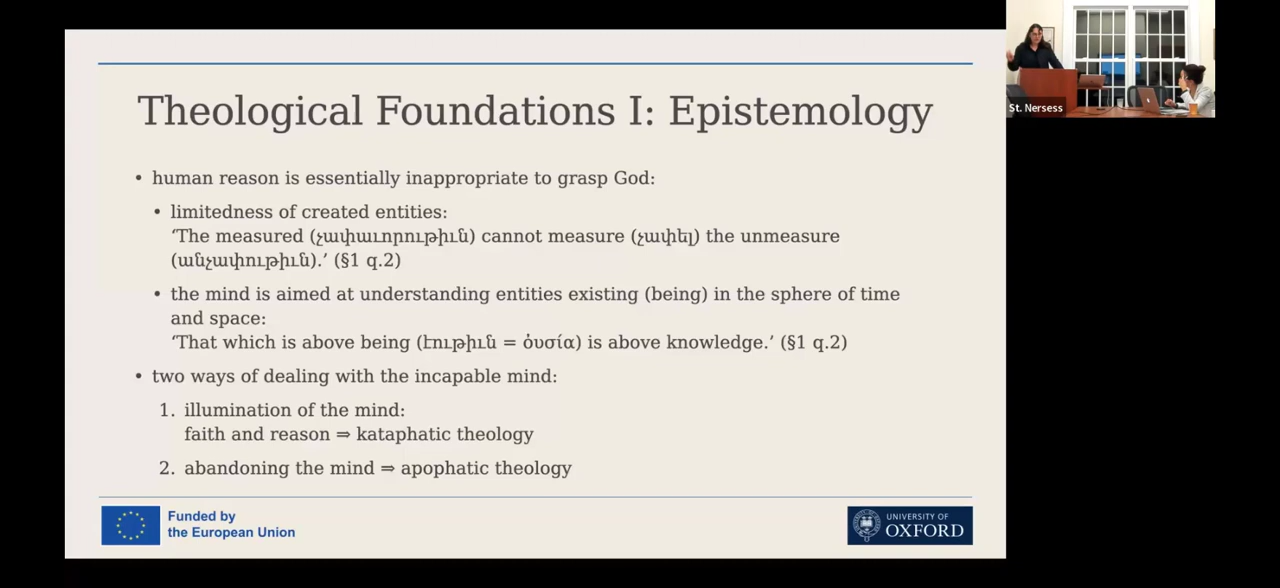 Theological Foundations I: Epistemology
• human reason is essentially inappropriate to grasp God:
• limitedness of created entities:
‘The measured (չափաւորութիւն) cannot measure (չափել) the unmeasure
(անչափութիւն).’ (§1 q.2)
• the mind is aimed at understanding entities existing (being) in the sphere of time
and space:
‘That which is above being (էութիւն = ὀυσία) is above knowledge.’ (§1 q.2)
• two ways of dealing with the incapable mind:
1. illumination of the mind:
faith and reason ⇒ kataphatic theology
2. abandoning the mind ⇒ apophatic theology
Funded by
the European Union
UNIVERSITY OF
OXFORD
St. Nersess